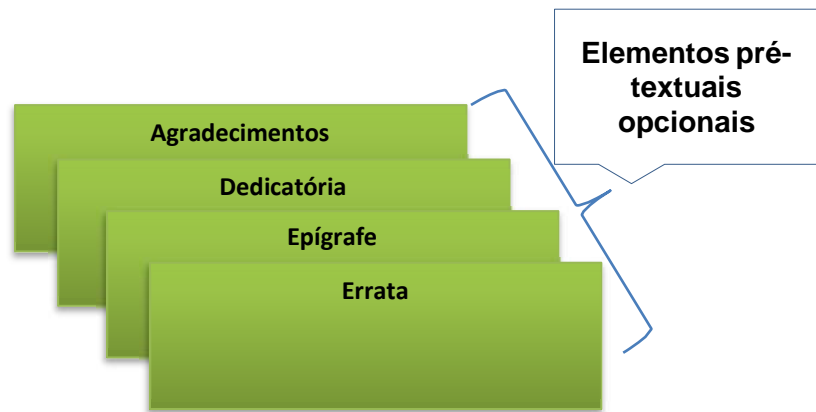 Elementos pré-
textuais
opcionais
Agradecimentos
Dedicatória
Epígrafe
Errata